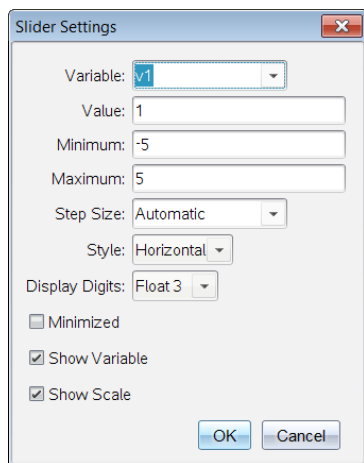 Slider Settings
Variable: v1
Value: 1
Minimum: -5
Maximum: 5
Step Size: Automatic
Style: Horizontal
Display Digits: Float 3
Minimized
Show Variable
Show Scale
OK Cancel